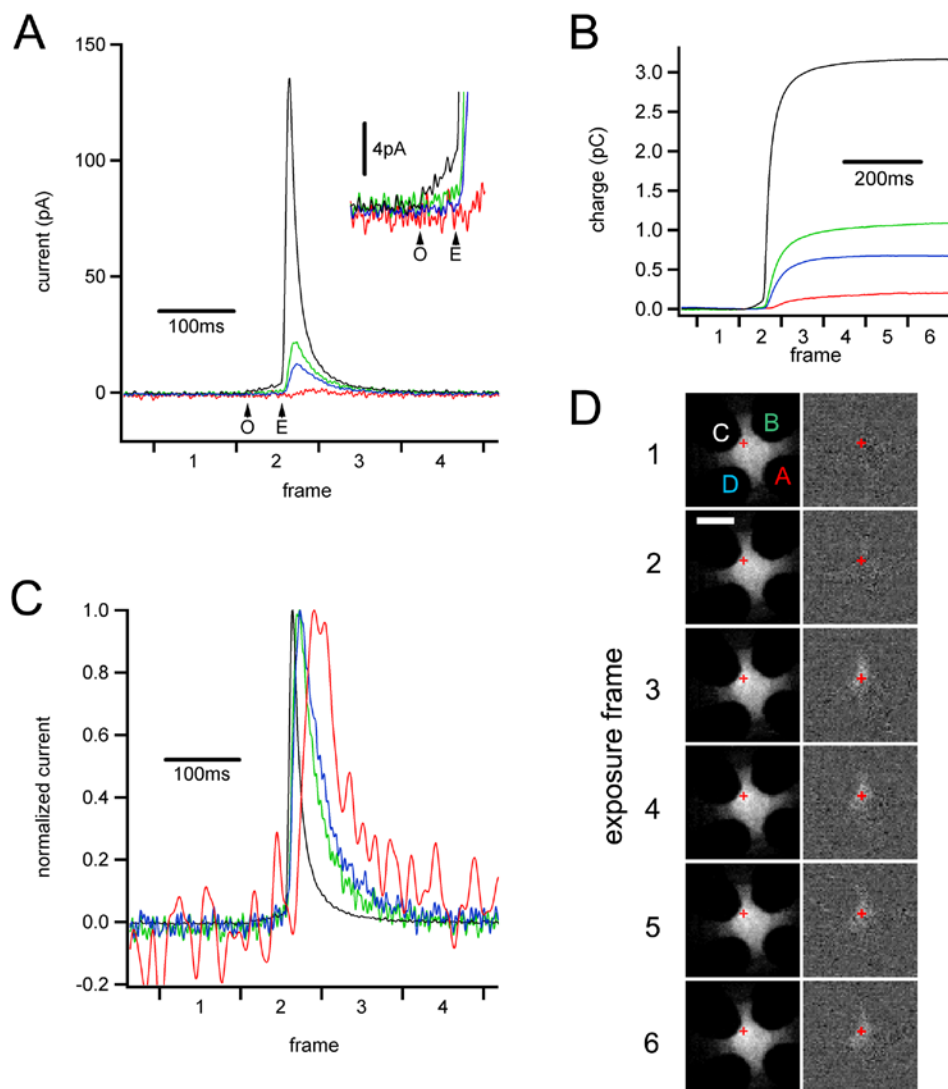 A
150
100
50
0
current (pA)
100ms
4pA
O
E
O
E
1
2
3
4
frame
B
3.0
2.5
2.0
1.5
1.0
0.5
0.0
charge (pC)
200ms
1
2
3
4
5
6
frame
C
1.0
0.8
0.6
0.4
0.2
0.0
-0.2
normalized current
100ms
1
2
3
4
frame
D
exposure frame
1
C
B
D
A
2
3
4
5
6